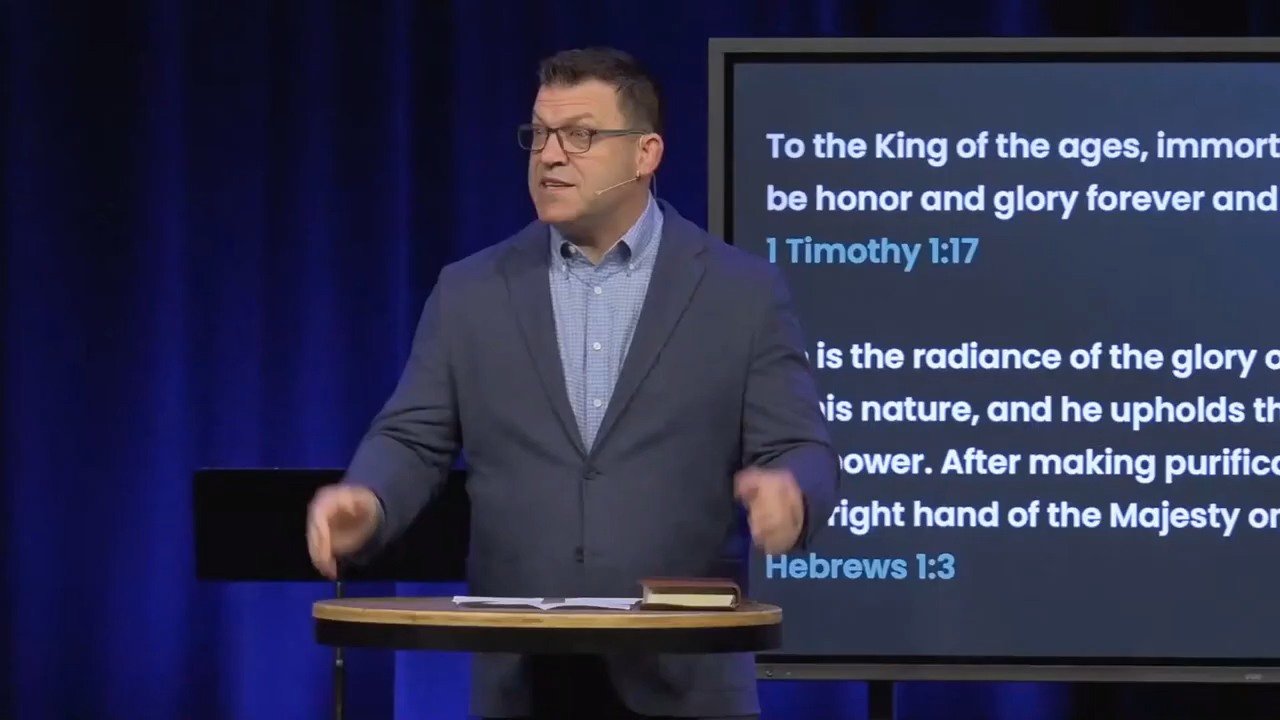 To the King of the ages, immort
be honor and glory forever and
1 Timothy 1:17
is the radiance of the glory o
is nature, and he upholds th
power. After making purifica
right hand of the Majesty on
Hebrews 1:3